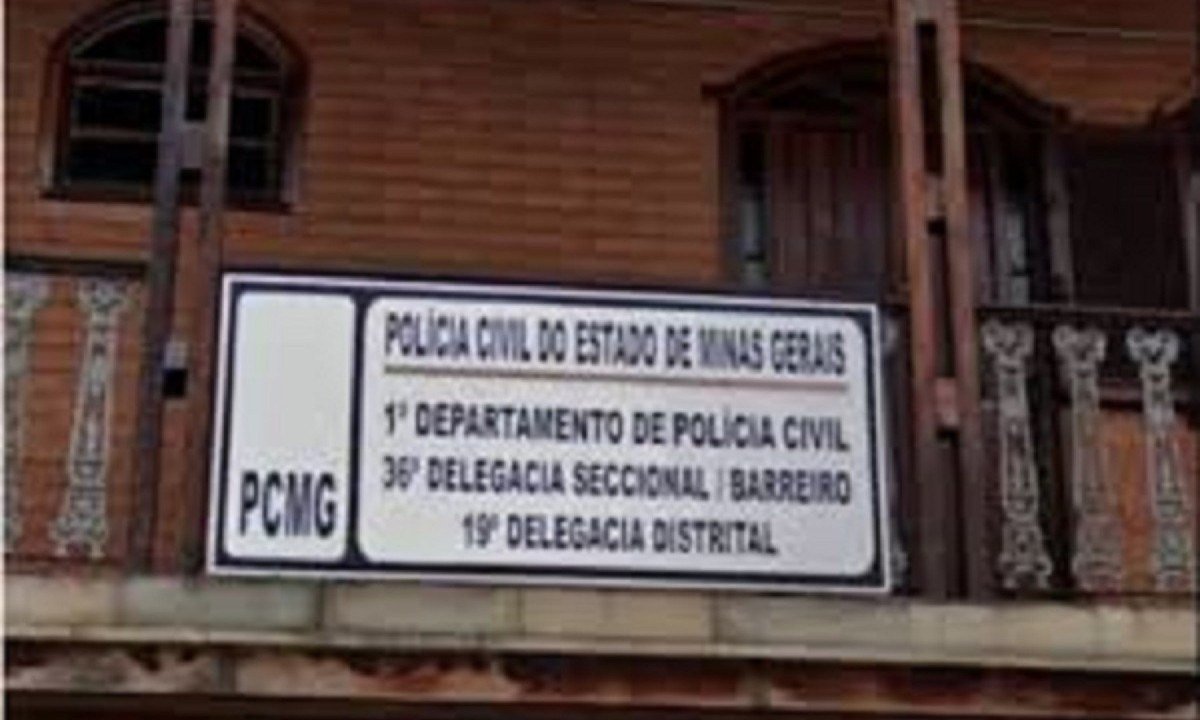 PCMG
POLÍCIA CIVIL DO ESTADO DE MINAS GERAIS
1º DEPARTAMENTO DE POLÍCIA CIVIL
36ª DELEGACIA SECCIONAL / BARREIRO
19ª DELEGACIA DISTRITAL